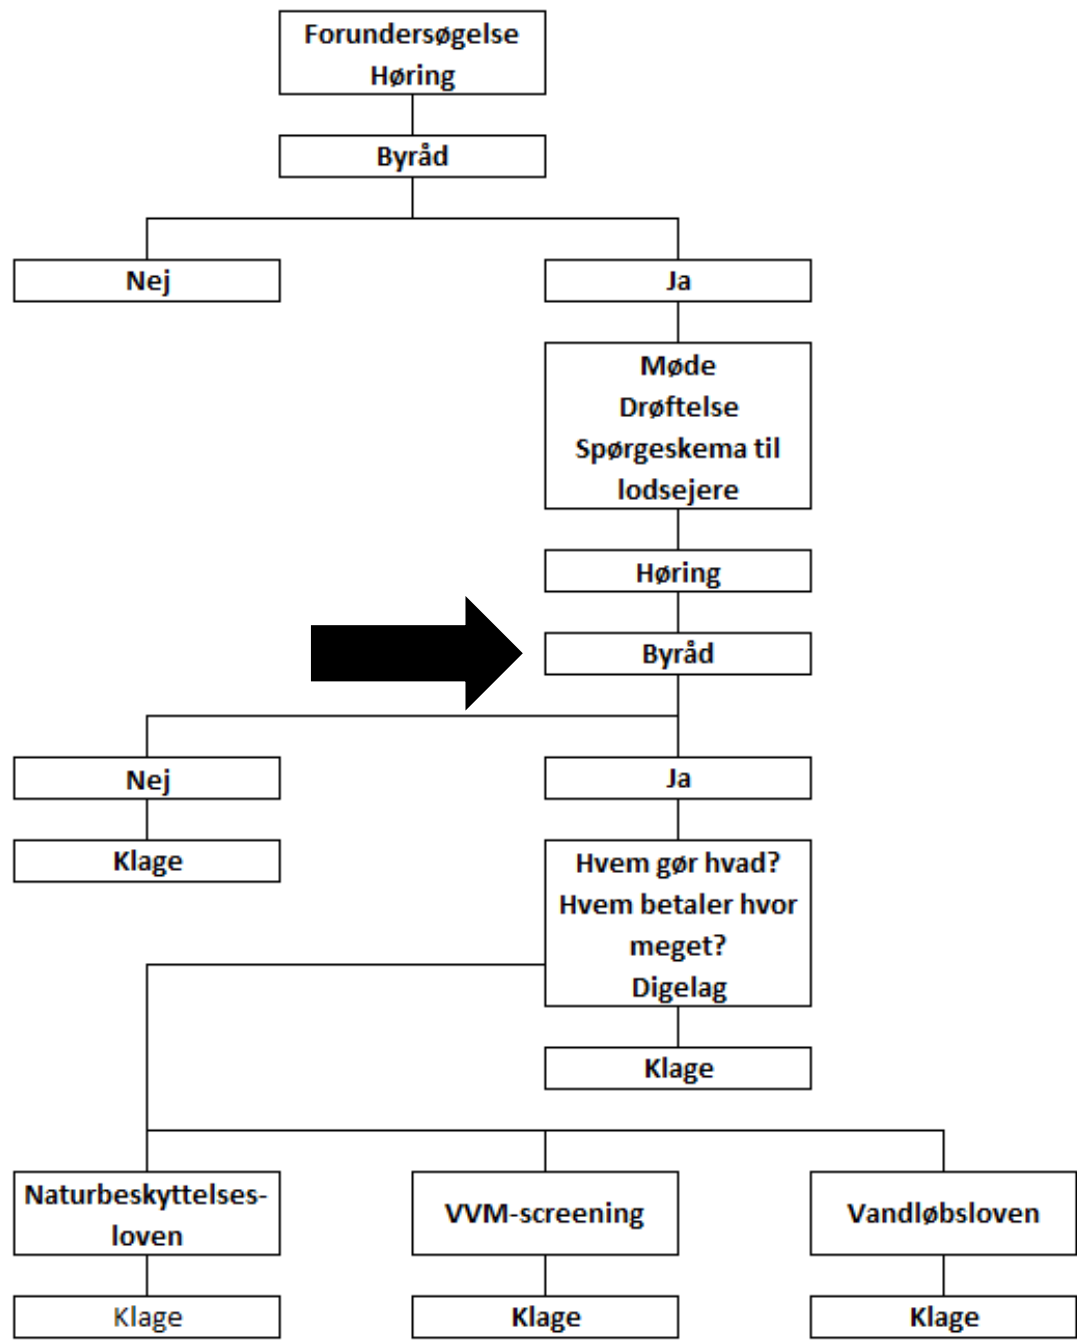 Forundersøgelse
Høring
Byråd
Nej
Ja
Møde
Drøftelse
Spørgeskema til
lodsejere
Høring
Byråd
Nej
Ja
Klage
Hvem gør hvad?
Hvem betaler hvor
meget?
Digelag
Klage
Naturbeskyttelses-
loven
VVM-screening
Vandløbsloven
Klage
Klage
Klage